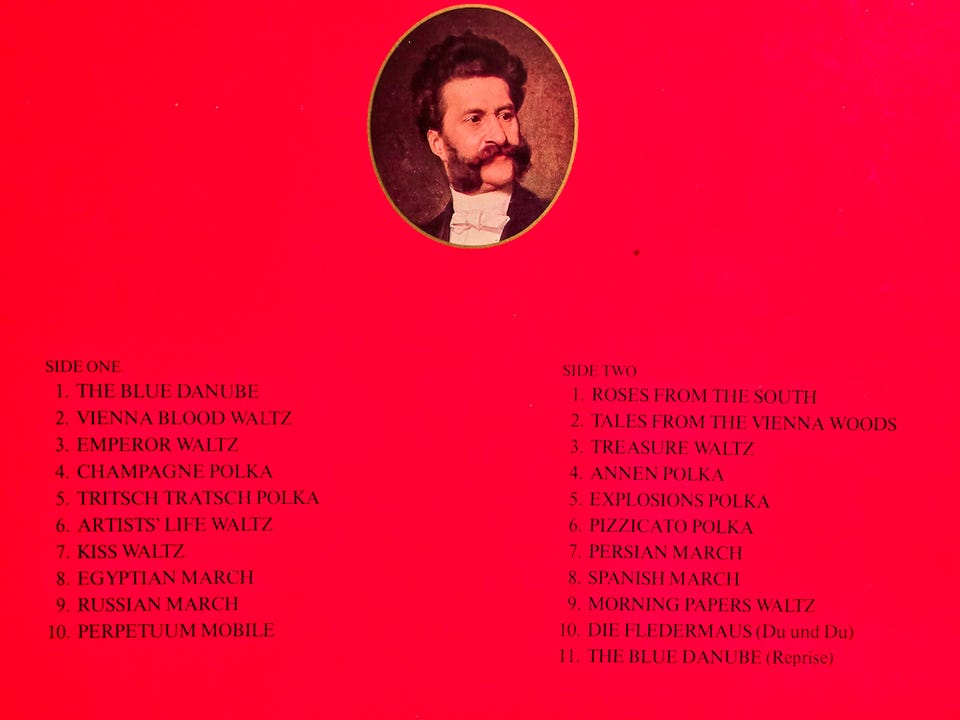 SIDE ONE
1. THE BLUE DANUBE
2. VIENNA BLOOD WALTZ
3. EMPEROR WALTZ
4. CHAMPAGNE POLKA
5. TRITSCH TRATSCH POLKA
6. ARTISTS' LIFE WALTZ
7. KISS WALTZ
8. EGYPTIAN MARCH
9. RUSSIAN MARCH
10. PERPETUUM MOBILE
SIDE TWO
1. ROSES FROM THE SOUTH
2. TALES FROM THE VIENNA WOODS
3. TREASURE WALTZ
4. ANNEN POLKA
5. EXPLOSIONS POLKA
6. PIZZICATO POLKA
7. PERSIAN MARCH
8. SPANISH MARCH
9. MORNING PAPERS WALTZ
10. DIE FLEDERMAUS (Du und Du)
11. THE BLUE DANUBE (Reprise)